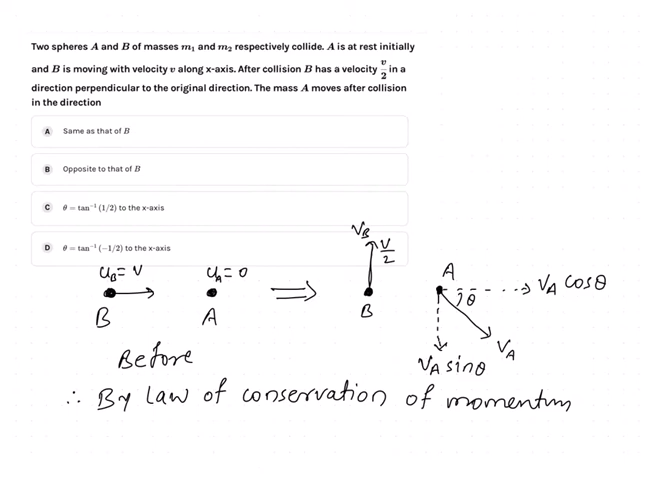 Two spheres A and B of masses m₁ and m₂ respectively collide. A is at rest initially
and B is moving with velocity v along x-axis. After collision B has a velocity v/2 in a
direction perpendicular to the original direction. The mass A moves after collision
in the direction
A Same as that of B
B Opposite to that of B
C θ = tan⁻¹ (1/2) to the x-axis
D θ = tan⁻¹ (−1/2) to the x-axis
V_B
V/2
u_B = V
u_A = 0
A
θ
V_A cosθ
B
A
B
V_A
V_A sinθ
Before
∴ By law of conservation of momentum